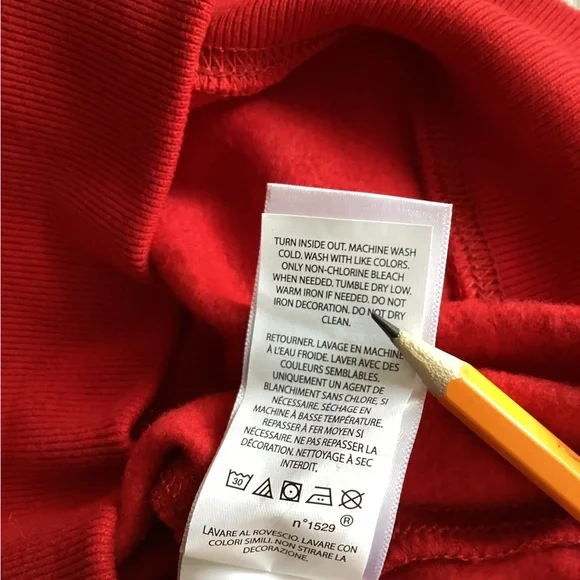 TURN INSIDE OUT. MACHINE WASH
COLD. WASH WITH LIKE COLORS.
ONLY NON-CHLORINE BLEACH
WHEN NEEDED. TUMBLE DRY LOW.
WARM IRON IF NEEDED. DO NOT
IRON DECORATION. DO NOT DRY
CLEAN.
RETOURNER. LAVAGE EN MACHINE
À L'EAU FROIDE. LAVER AVEC DES
COULEURS SEMBLABLES.
UNIQUEMENT UN AGENT DE
BLANCHIMENT SANS CHLORE, SI
NÉCESSAIRE. SÉCHAGE EN
MACHINE À BASSE TEMPÉRATURE.
REPASSER À FER MOYEN SI
NÉCESSAIRE. NE PAS REPASSER LA
DÉCORATION. NETTOYAGE À SEC
INTERDIT.
30
®
n°1529
LAVARE AL ROVESCIO. LAVARE CON
COLORI SIMILI. NON STIRARE LA
DECORAZIONE.